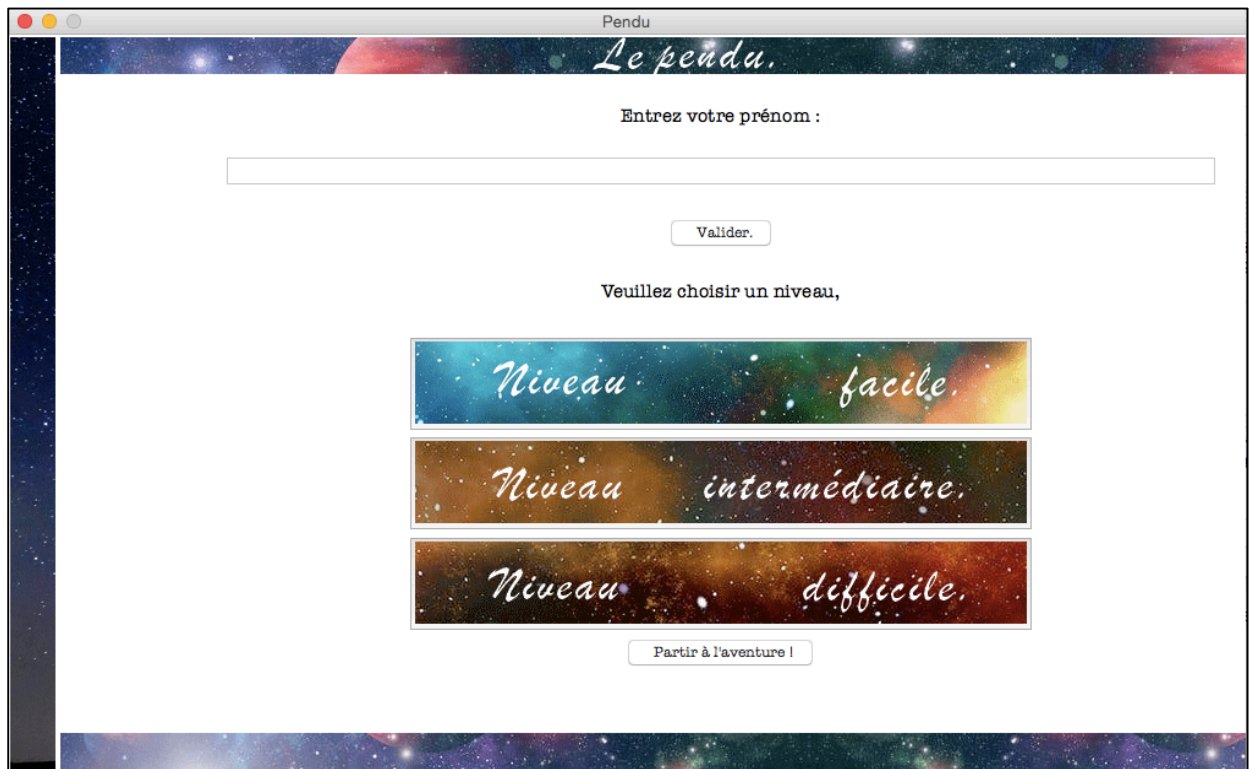 Pendu
Le pendu.
Entrez votre prénom :
Valider.
Veuillez choisir un niveau,
Niveau facile.
Niveau intermédiaire.
Niveau difficile.
Partir à l'aventure !